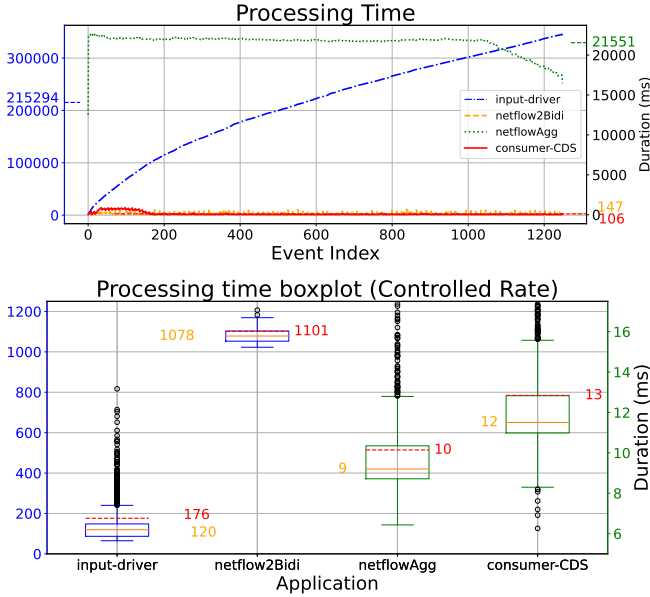 Processing Time
300000
215294
200000
100000
0
21551
20000
15000
10000
5000
0
147
106
Duration (ms)
input-driver
netflow2Bidi
netflowAgg
consumer-CDS
0 200 400 600 800 1000 1200
Event Index
Processing time boxplot (Controlled Rate)
1200
1000
800
600
400
200
0
16
14
12
10
8
6
Duration (ms)
1078
1101
176
120
9
10
12
13
input-driver netflow2Bidi netflowAgg consumer-CDS
Application